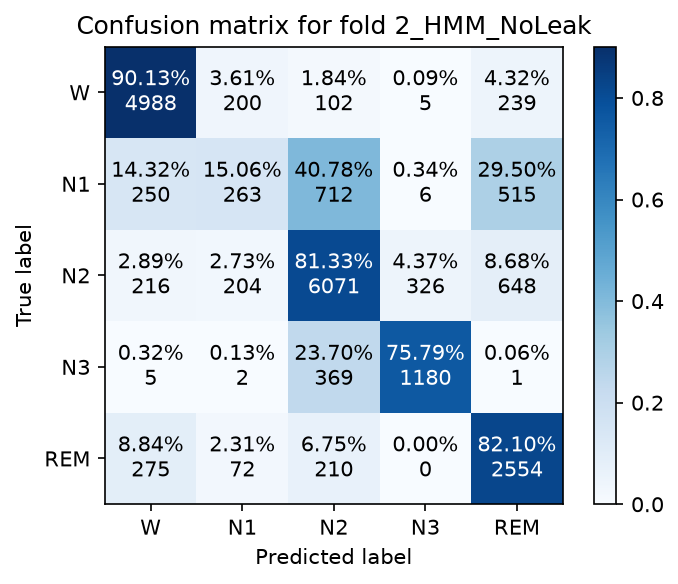 Confusion matrix for fold 2_HMM_NoLeak
90.13% 3.61% 1.84% 0.09% 4.32%
W 4988 200 102 5 239
14.32% 15.06% 40.78% 0.34% 29.50%
N1 250 263 712 6 515
2.89% 2.73% 81.33% 4.37% 8.68%
N2 216 204 6071 326 648
0.32% 0.13% 23.70% 75.79% 0.06%
N3 5 2 369 1180 1
8.84% 2.31% 6.75% 0.00% 82.10%
REM 275 72 210 0 2554
W N1 N2 N3 REM
Predicted label
True label
0.8
0.6
0.4
0.2
0.0